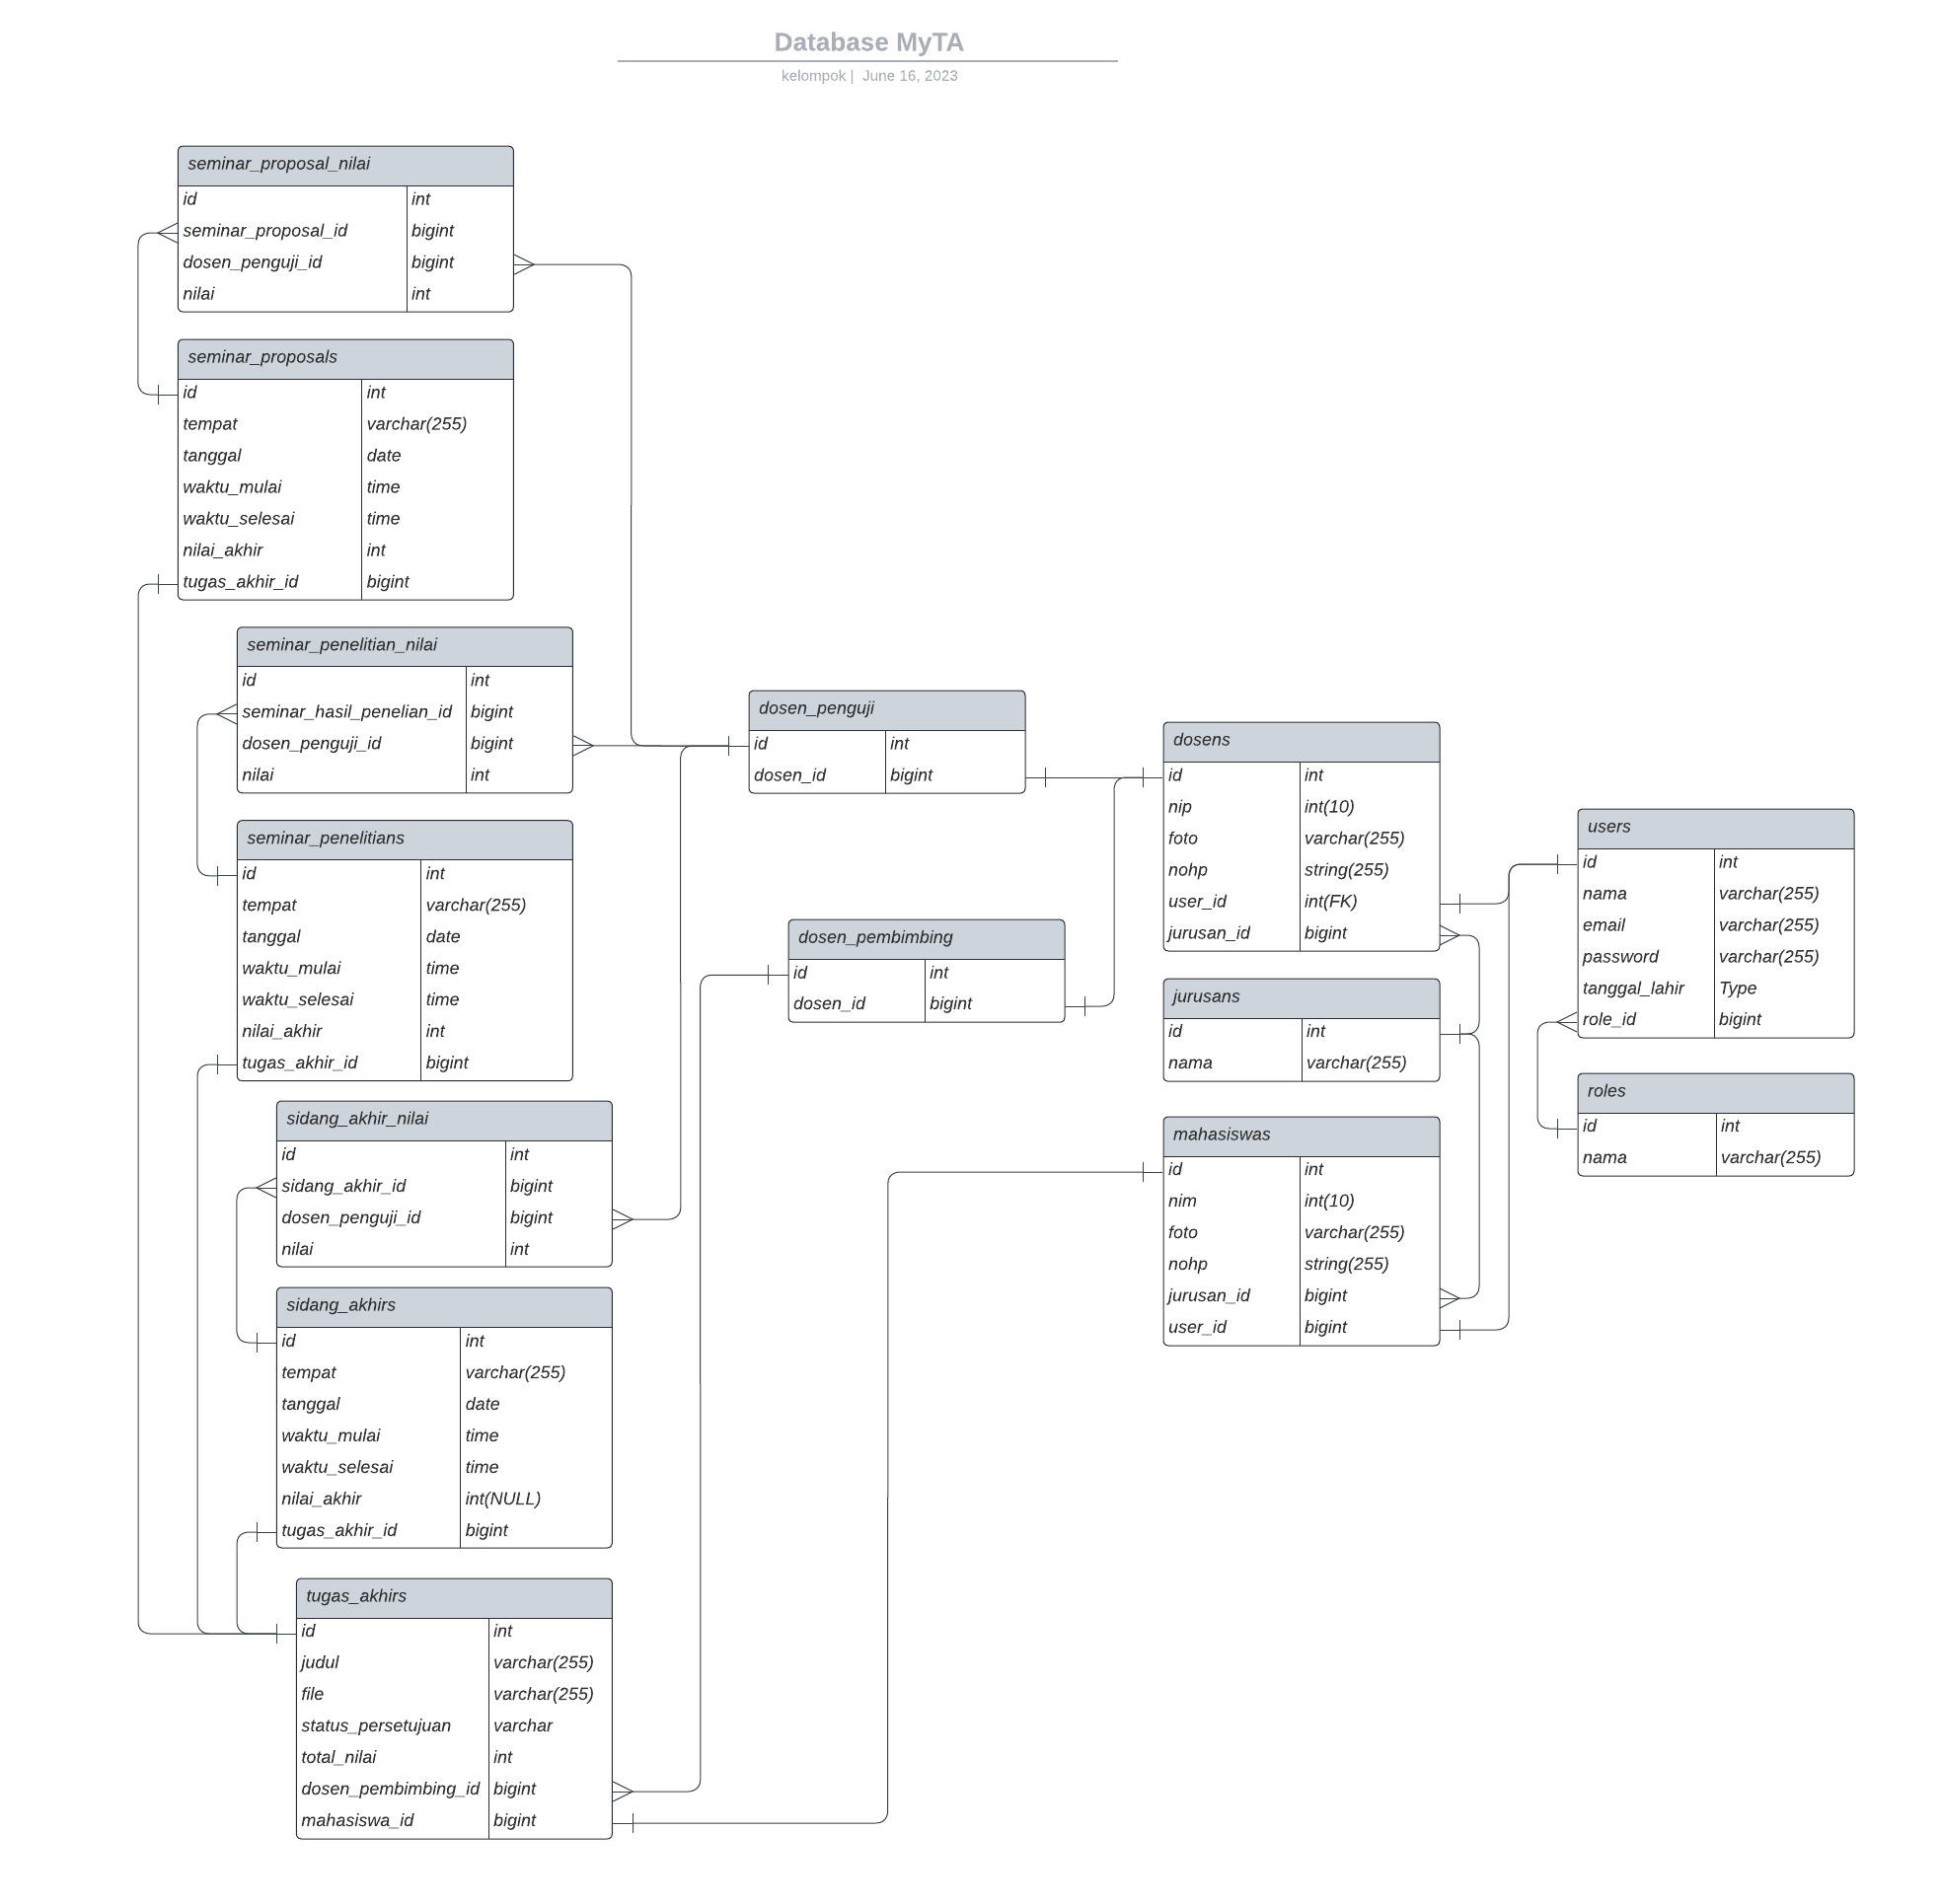 Database MyTA
kelompok | June 16, 2023
seminar_proposal_nilai
id int
seminar_proposal_id bigint
dosen_penguji_id bigint
nilai int
seminar_proposals
id int
tempat varchar(255)
tanggal date
waktu_mulai time
waktu_selesai time
nilai_akhir int
tugas_akhir_id bigint
seminar_penelitian_nilai
id int
seminar_hasil_penelian_id bigint
dosen_penguji_id bigint
nilai int
seminar_penelitians
id int
tempat varchar(255)
tanggal date
waktu_mulai time
waktu_selesai time
nilai_akhir int
tugas_akhir_id bigint
sidang_akhir_nilai
id int
sidang_akhir_id bigint
dosen_penguji_id bigint
nilai int
sidang_akhirs
id int
tempat varchar(255)
tanggal date
waktu_mulai time
waktu_selesai time
nilai_akhir int(NULL)
tugas_akhir_id bigint
tugas_akhirs
id int
judul varchar(255)
file varchar(255)
status_persetujuan varchar
total_nilai int
dosen_pembimbing_id bigint
mahasiswa_id bigint
dosen_penguji
id int
dosen_id bigint
dosen_pembimbing
id int
dosen_id bigint
dosens
id int
nip int(10)
foto varchar(255)
nohp string(255)
user_id int(FK)
jurusan_id bigint
jurusans
id int
nama varchar(255)
mahasiswas
id int
nim int(10)
foto varchar(255)
nohp string(255)
jurusan_id bigint
user_id bigint
users
id int
nama varchar(255)
email varchar(255)
password varchar(255)
tanggal_lahir Type
role_id bigint
roles
id int
nama varchar(255)